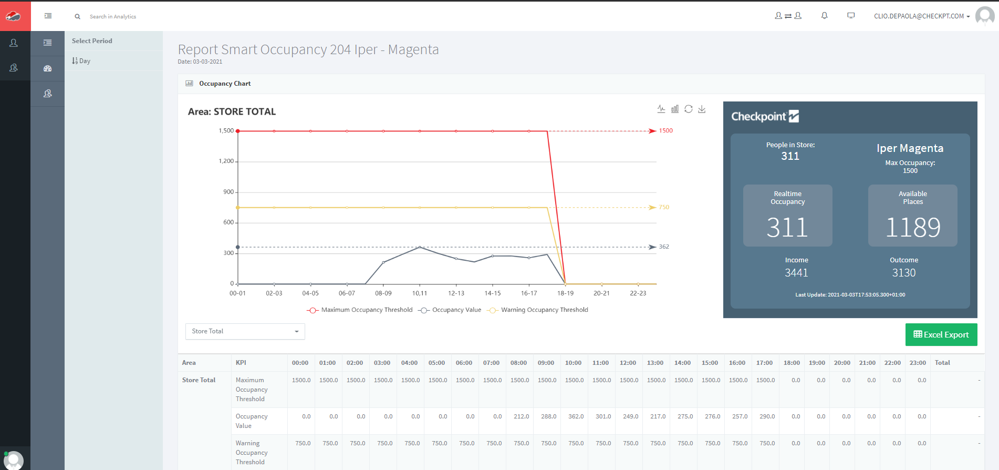 Search in Analytics
CLIO.DEPAOLA@CHECKPT.COM
Select Period
Day
Report Smart Occupancy 204 Iper - Magenta
Date: 03-03-2021
Occupancy Chart
Area: STORE TOTAL
1,500
1500
1,200
900
750
600
362
300
0
00-01 02-03 04-05 06-07 08-09 10,11 12-13 14-15 16-17 18-19 20-21 22-23
Maximum Occupancy Threshold Occupancy Value Warning Occupancy Threshold
Checkpoint
People in Store:
311
Iper Magenta
Max Occupancy:
1500
Realtime
Occupancy
311
Available
Places
1189
Income
3441
Outcome
3130
Last Update: 2021-03-03T17:53:05.300+01:00
Store Total
Excel Export
Area KPI 00:00 01:00 02:00 03:00 04:00 05:00 06:00 07:00 08:00 09:00 10:00 11:00 12:00 13:00 14:00 15:00 16:00 17:00 18:00 19:00 20:00 21:00 22:00 23:00 Total
Store Total Maximum 1500.0 1500.0 1500.0 1500.0 1500.0 1500.0 1500.0 1500.0 1500.0 1500.0 1500.0 1500.0 1500.0 1500.0 1500.0 1500.0 1500.0 1500.0 0.0 0.0 0.0 0.0 0.0 0.0 -
Occupancy
Threshold
Occupancy 0.0 0.0 0.0 0.0 0.0 0.0 0.0 0.0 212.0 288.0 362.0 301.0 249.0 217.0 275.0 276.0 257.0 290.0 0.0 0.0 0.0 0.0 0.0 0.0 -
Value
Warning 750.0 750.0 750.0 750.0 750.0 750.0 750.0 750.0 750.0 750.0 750.0 750.0 750.0 750.0 750.0 750.0 750.0 750.0 0.0 0.0 0.0 0.0 0.0 0.0 -
Occupancy
Threshold